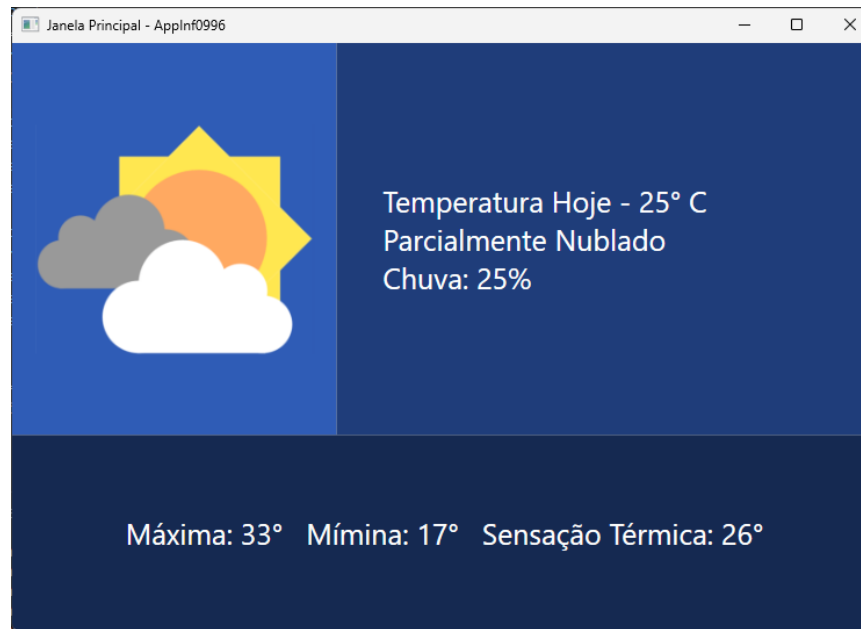 Janela Principal - AppInf0996
Temperatura Hoje - 25° C
Parcialmente Nublado
Chuva: 25%
Máxima: 33° Mímina: 17° Sensação Térmica: 26°